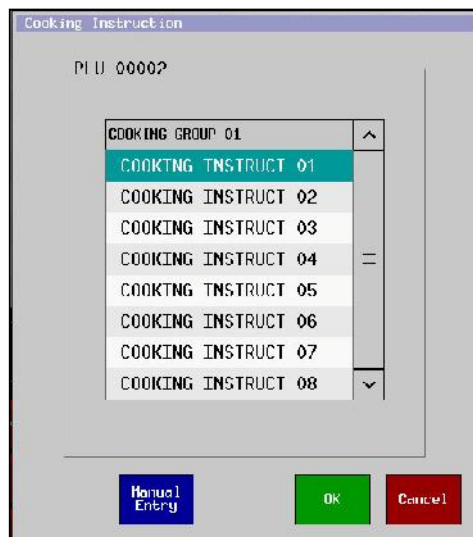 Cooking Instruction
PLU 00002
COOKING GROUP 01
COOKING INSTRUCT 01
COOKING INSTRUCT 02
COOKING INSTRUCT 03
COOKING INSTRUCT 04
COOKING INSTRUCT 05
COOKING INSTRUCT 06
COOKING INSTRUCT 07
COOKING INSTRUCT 08
Manual
Entry
OK
Cancel